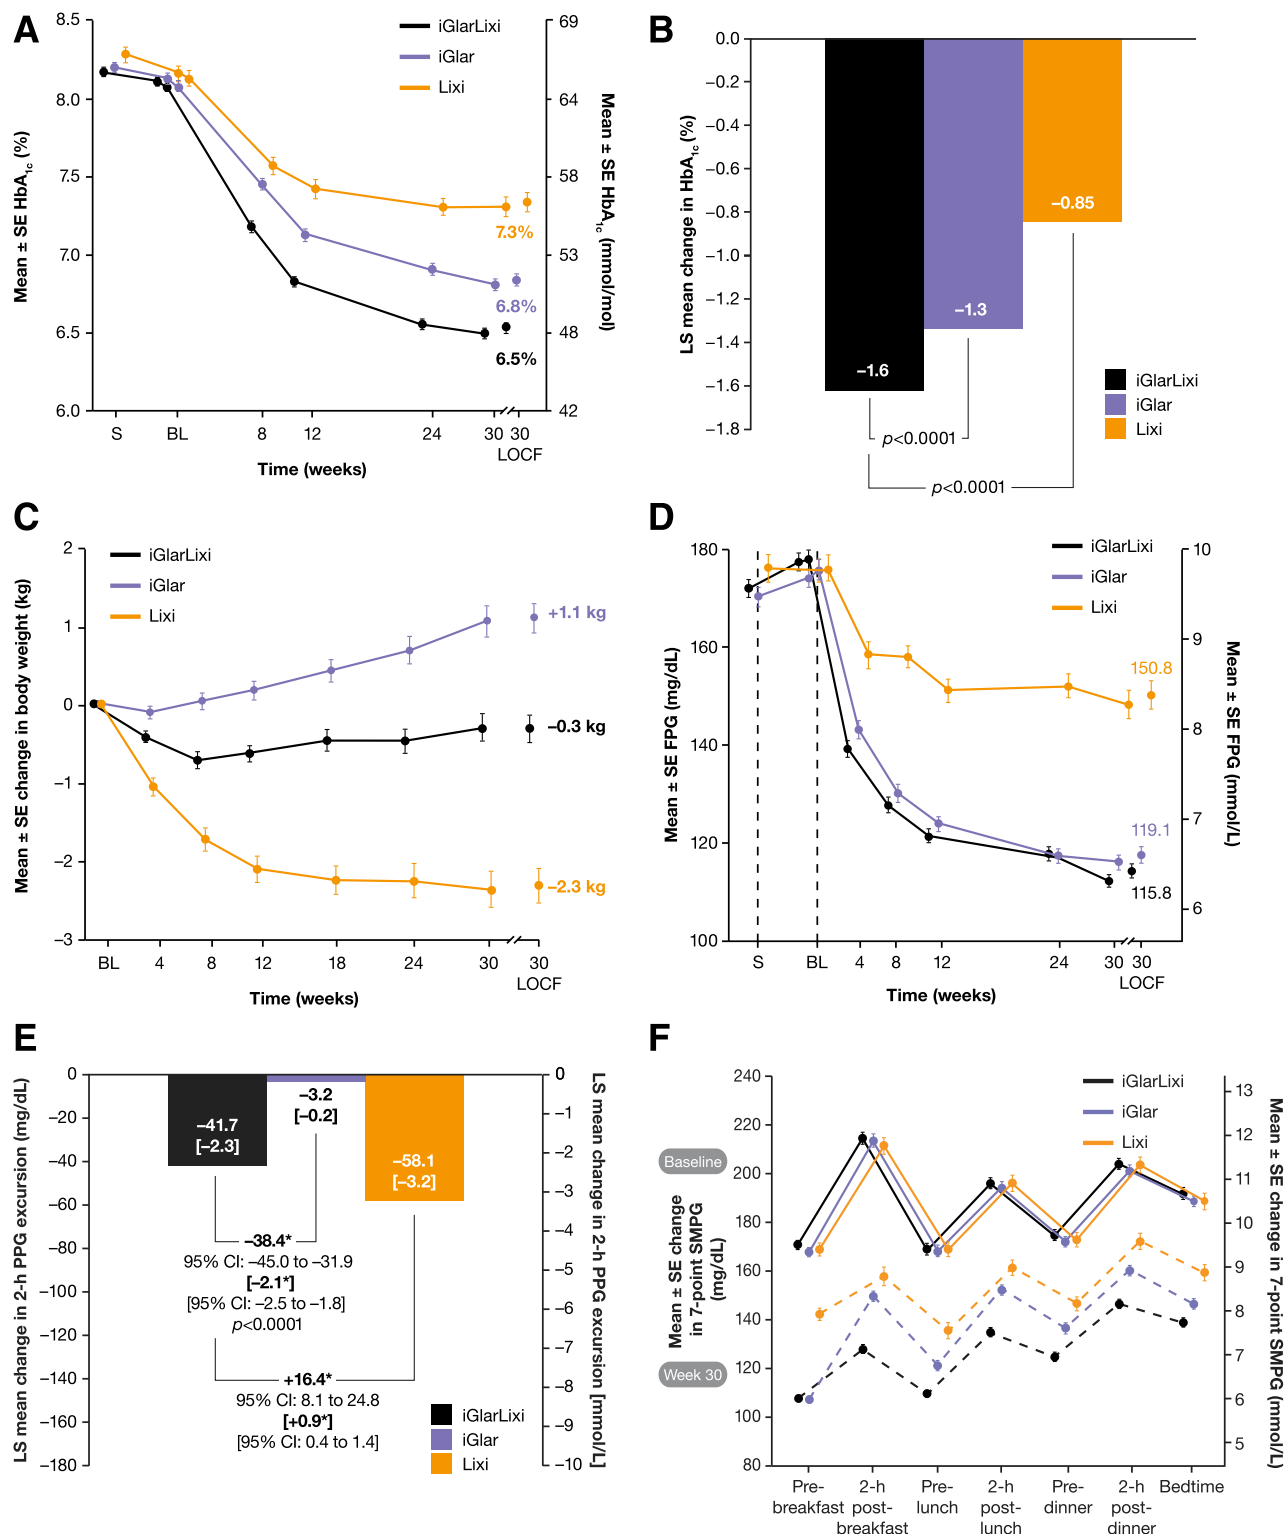 A
8.5
8.0
7.5
7.0
6.5
6.0
Mean ± SE HbA1c (%)
69
64
58
53
48
42
Mean ± SE HbA1c (mmol/mol)
iGlarLixi
iGlar
Lixi
7.3%
6.8%
6.5%
S BL 8 12 24 30 30
LOCF
Time (weeks)
B
0.0
−0.2
−0.4
−0.6
−0.8
−1.0
−1.2
−1.4
−1.6
−1.8
LS mean change in HbA1c (%)
−0.85
−1.3
−1.6
p<0.0001
p<0.0001
iGlarLixi
iGlar
Lixi
C
2
1
0
−1
−2
−3
Mean ± SE change in body weight (kg)
iGlarLixi
iGlar
Lixi
+1.1 kg
−0.3 kg
−2.3 kg
BL 4 8 12 18 24 30 30
LOCF
Time (weeks)
D
180
160
140
120
100
Mean ± SE FPG (mg/dL)
10
9
8
7
6
Mean ± SE FPG (mmol/L)
iGlarLixi
iGlar
Lixi
150.8
119.1
115.8
S BL 4 8 12 24 30 30
LOCF
Time (weeks)
E
0
−20
−40
−60
−80
−100
−120
−140
−160
−180
LS mean change in 2-h PPG excursion (mg/dL)
0
−1
−2
−3
−4
−5
−6
−7
−8
−9
−10
LS mean change in 2-h PPG excursion [mmol/L]
−41.7
[−2.3]
−3.2
[−0.2]
−58.1
[−3.2]
−38.4*
95% CI: −45.0 to −31.9
[−2.1*]
[95% CI: −2.5 to −1.8]
p<0.0001
+16.4*
95% CI: 8.1 to 24.8
[+0.9*]
[95% CI: 0.4 to 1.4]
iGlarLixi
iGlar
Lixi
F
240
220
200
180
160
140
120
100
80
Baseline
Mean ± SE change
in 7-point SMPG
(mg/dL)
Week 30
13
12
11
10
9
8
7
6
5
Mean ± SE change in 7-point SMPG (mmol/L)
iGlarLixi
iGlar
Lixi
Pre-
breakfast
2-h
post-
breakfast
Pre-
lunch
2-h
post-
lunch
Pre-
dinner
2-h
post-
dinner
Bedtime